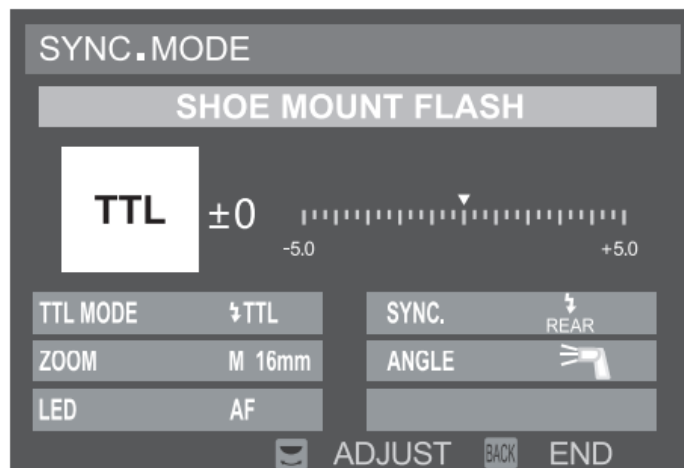 SYNC.MODE
SHOE MOUNT FLASH
TTL ±0
-5.0 +5.0
TTL MODE TTL SYNC. REAR
ZOOM M 16mm ANGLE
LED AF
ADJUST BACK END